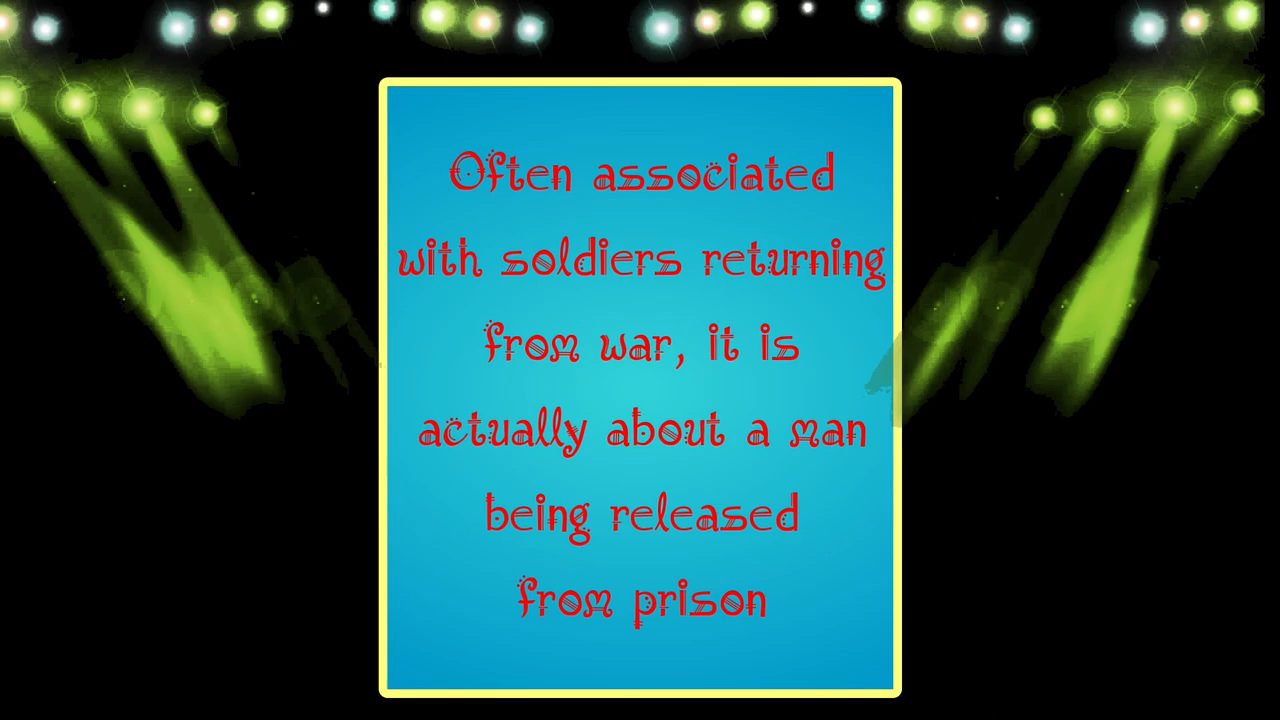 Often associated
with soldiers returning
from war, it is
actually about a man
being released
from prison